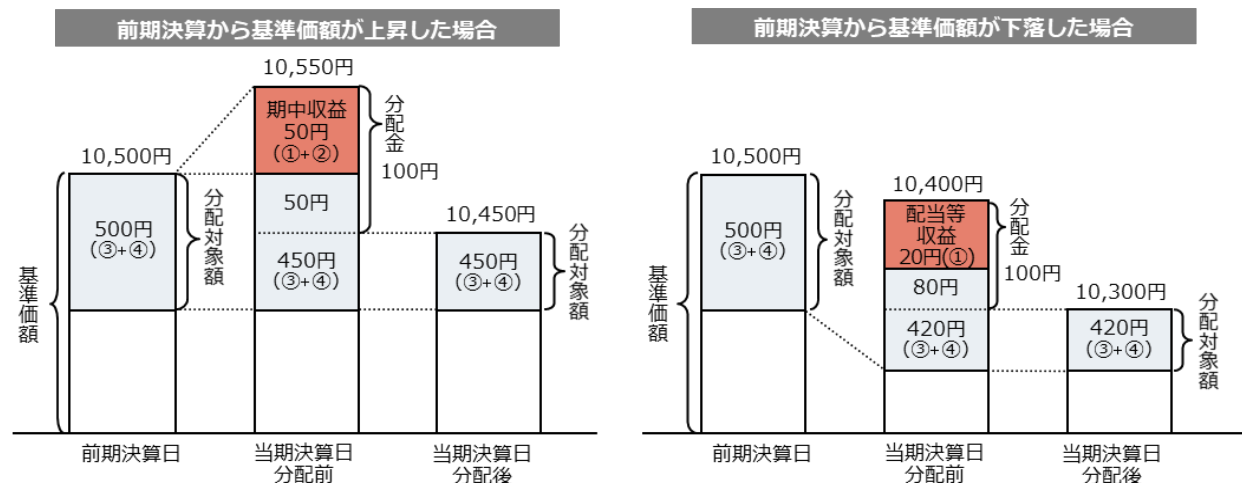 前期決算から基準価額が上昇した場合
10,550円
期中収益
50円
(①+②)
分配金
100円
10,500円
500円
(③+④)
分配対象額
50円
450円
(③+④)
10,450円
450円
(③+④)
分配対象額
基準価額
前期決算日
当期決算日
分配前
当期決算日
分配後
前期決算から基準価額が下落した場合
10,500円
500円
(③+④)
分配対象額
10,400円
配当等
収益
20円(①)
分配金
100円
80円
420円
(③+④)
10,300円
420円
(③+④)
分配対象額
基準価額
前期決算日
当期決算日
分配前
当期決算日
分配後